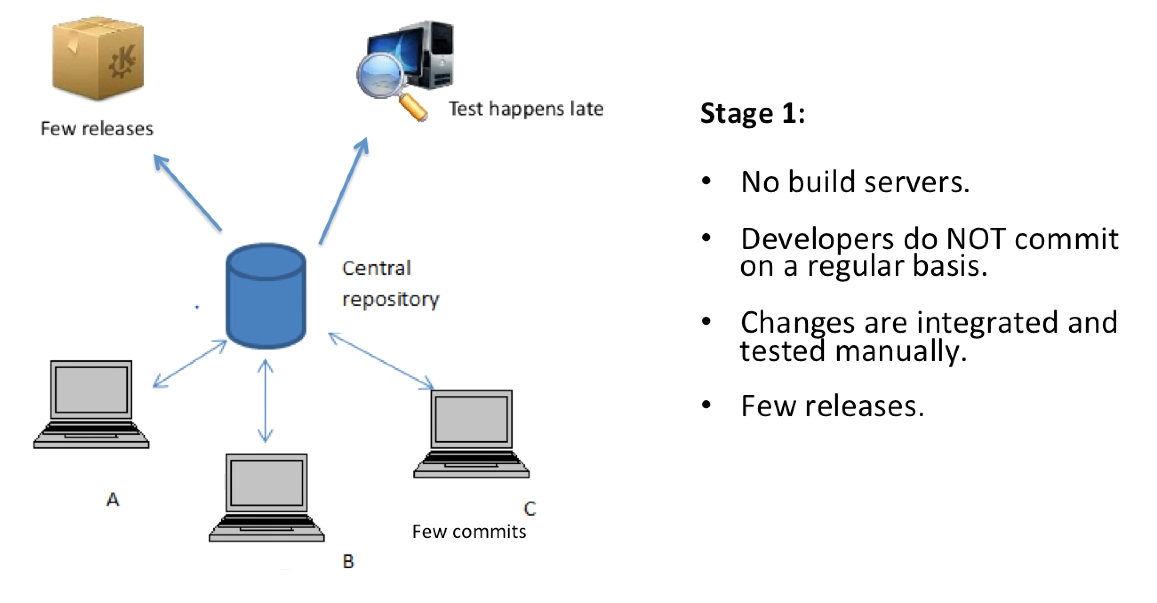 Few releases
Test happens late
Central
repository
A
B
C
Few commits
Stage 1:
• No build servers.
• Developers do NOT commit
on a regular basis.
• Changes are integrated and
tested manually.
• Few releases.